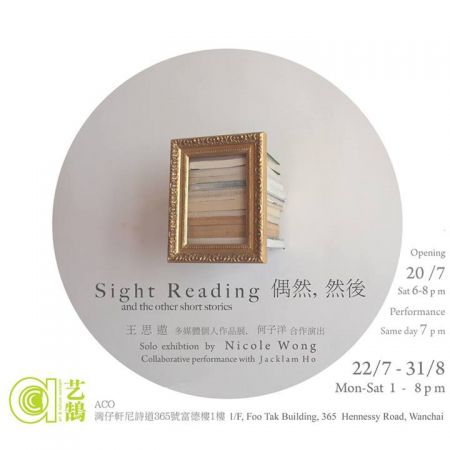 Sight Reading 偶然, 然後
and the other short stories
王思遨 多媒體個人作品展, 何子洋 合作演出
Solo exhibtion by Nicole Wong
Collaborative performance with Jacklam Ho
Opening
20 /7
Sat 6-8 pm
Performance
Same day 7 pm
22/7 - 31/8
Mon-Sat 1 - 8pm
艺鵠
ACO
灣仔軒尼詩道365號富德樓1樓 1/F, Foo Tak Building, 365 Hennessy Road, Wanchai